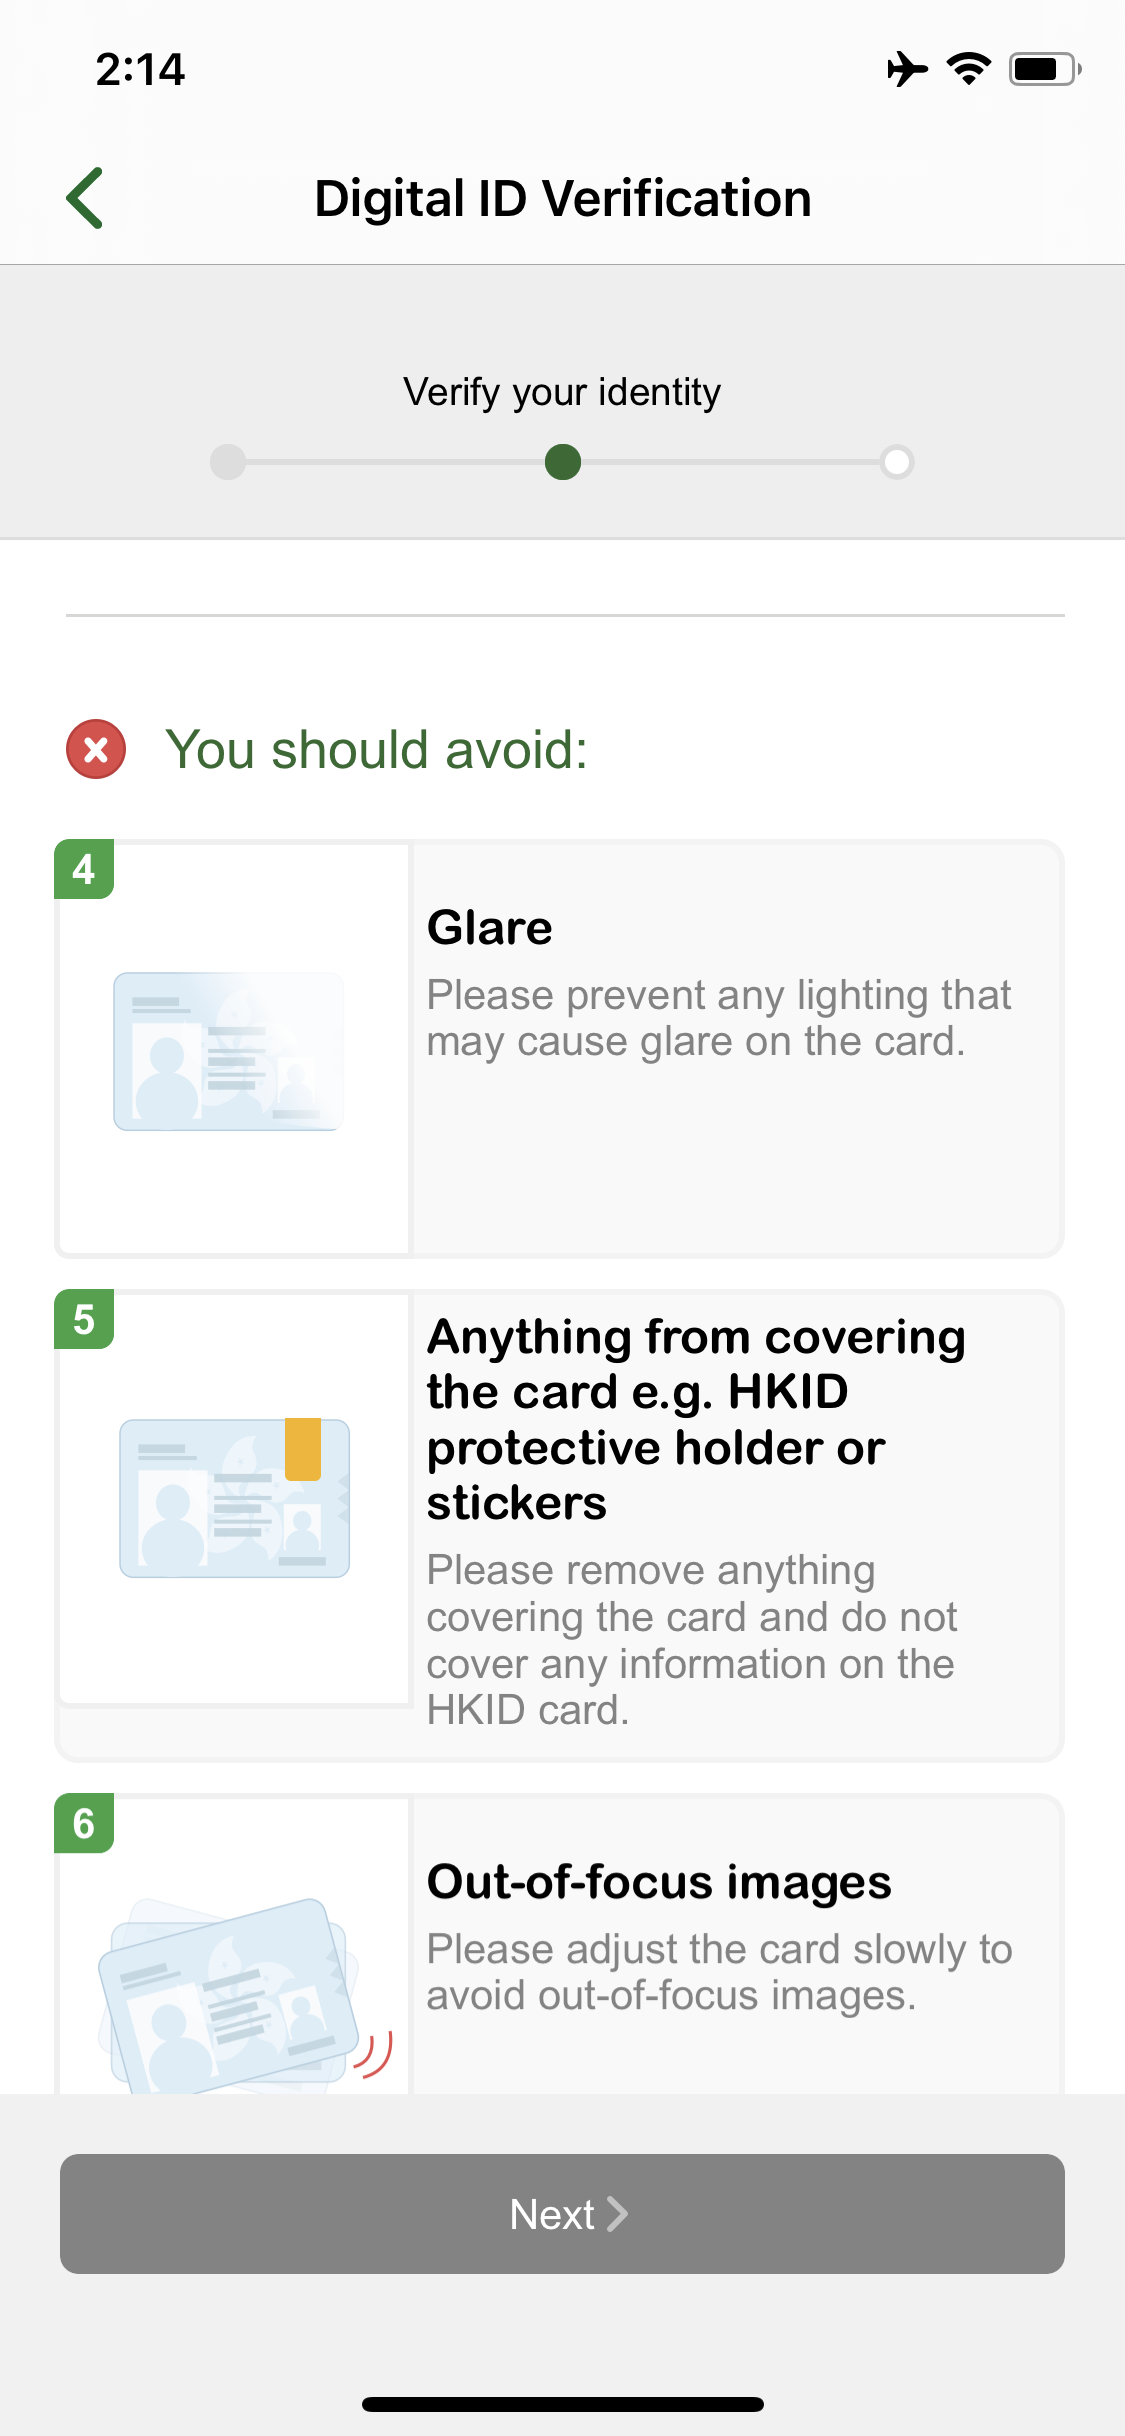 2:14
Digital ID Verification
Verify your identity
You should avoid:
4
Glare
Please prevent any lighting that
may cause glare on the card.
5
Anything from covering
the card e.g. HKID
protective holder or
stickers
Please remove anything
covering the card and do not
cover any information on the
HKID card.
6
Out-of-focus images
Please adjust the card slowly to
avoid out-of-focus images.
Next